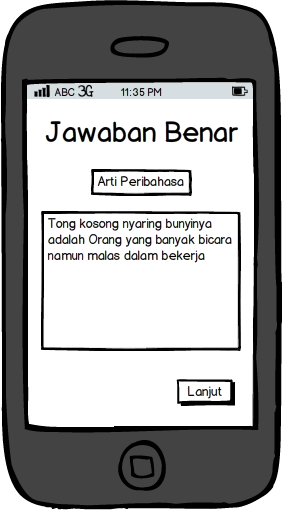 ABC 3G 11:35 PM
Jawaban Benar
Arti Peribahasa
Tong kosong nyaring bunyinya
adalah Orang yang banyak bicara
namun malas dalam bekerja
Lanjut